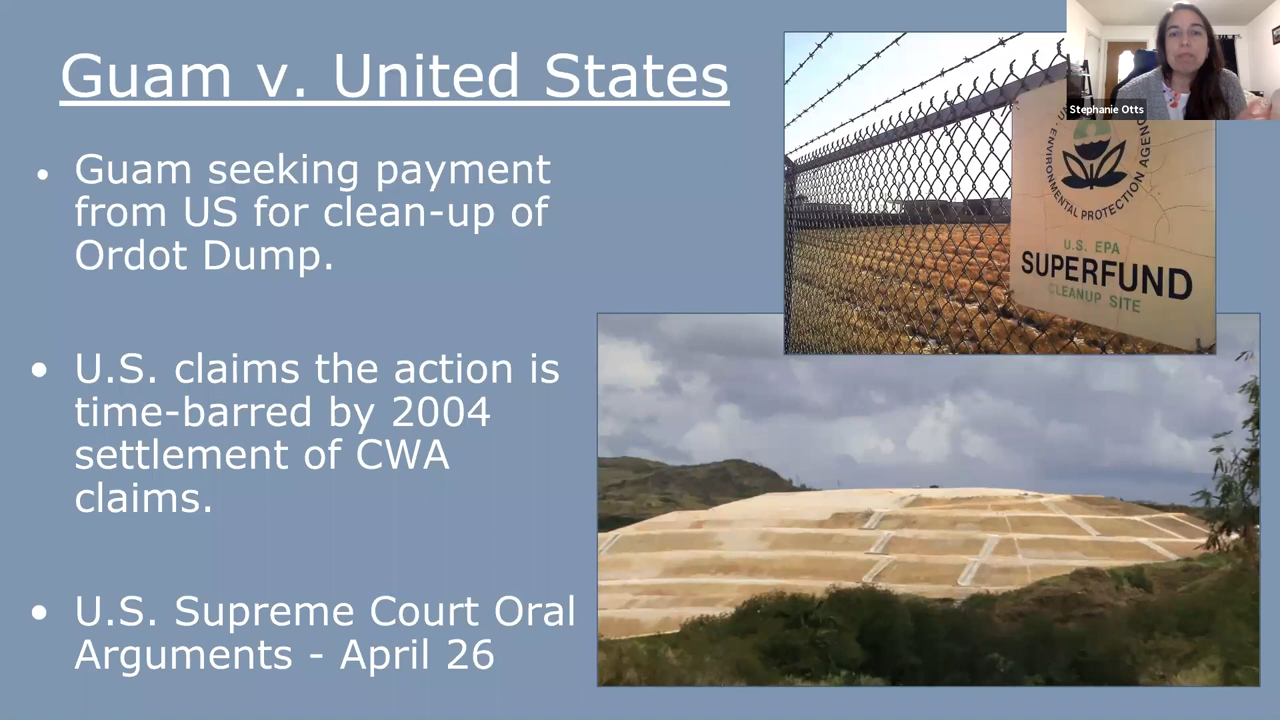 Guam v. United States
• Guam seeking payment
from US for clean-up of
Ordot Dump.
• U.S. claims the action is
time-barred by 2004
settlement of CWA
claims.
• U.S. Supreme Court Oral
Arguments - April 26
Stephanie Otts
ENVIRONMENTAL PROTECTION
U.S. EPA
SUPERFUND
CLEANUP SITE